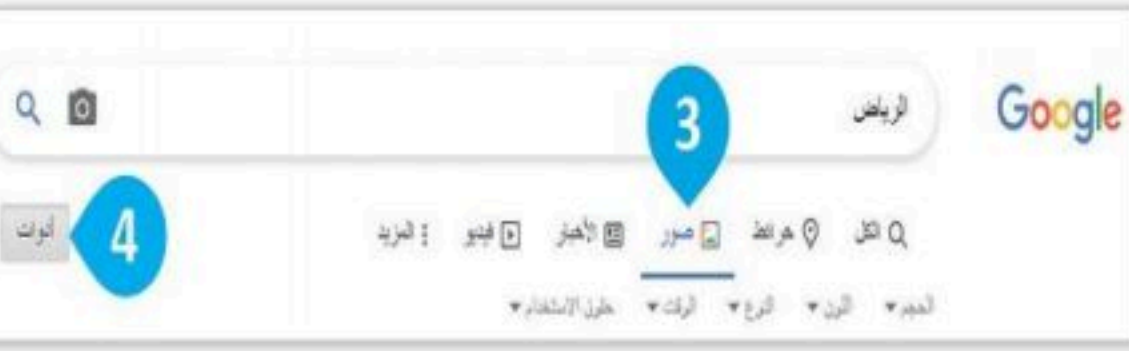 Google الرياض
3
الكل خرائط صور الأخبار فيديو المزيد
4 أدوات
الحجم اللون النوع الوقت حقوق الاستخدام